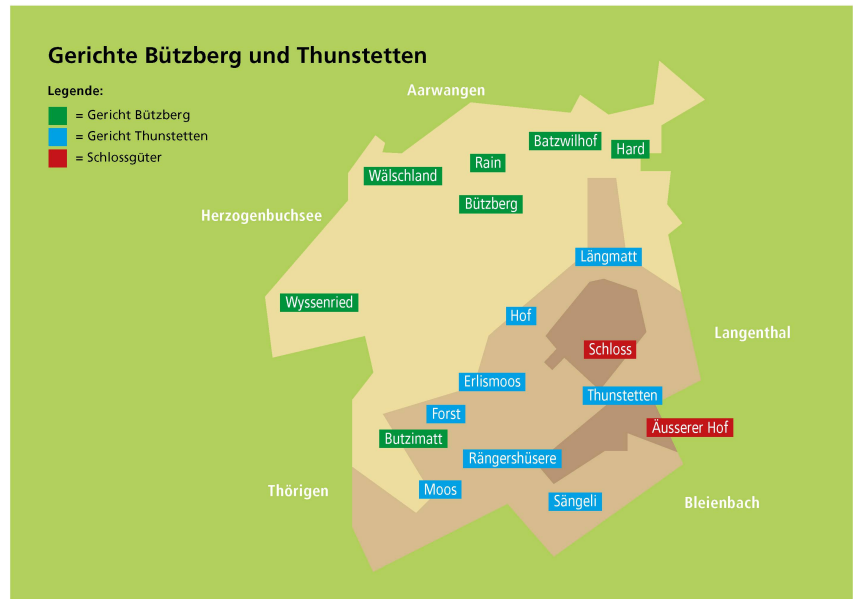 Gerichte Bützberg und Thunstetten
Legende:
= Gericht Bützberg
= Gericht Thunstetten
= Schlossgüter
Aarwangen
Batzwilhof
Hard
Rain
Wälschland
Bützberg
Herzogenbuchsee
Längmatt
Wyssenried
Hof
Langenthal
Schloss
Erlismoos
Thunstetten
Forst
Äusserer Hof
Butzimatt
Rängershüsere
Thörigen
Moos
Sängeli
Bleienbach